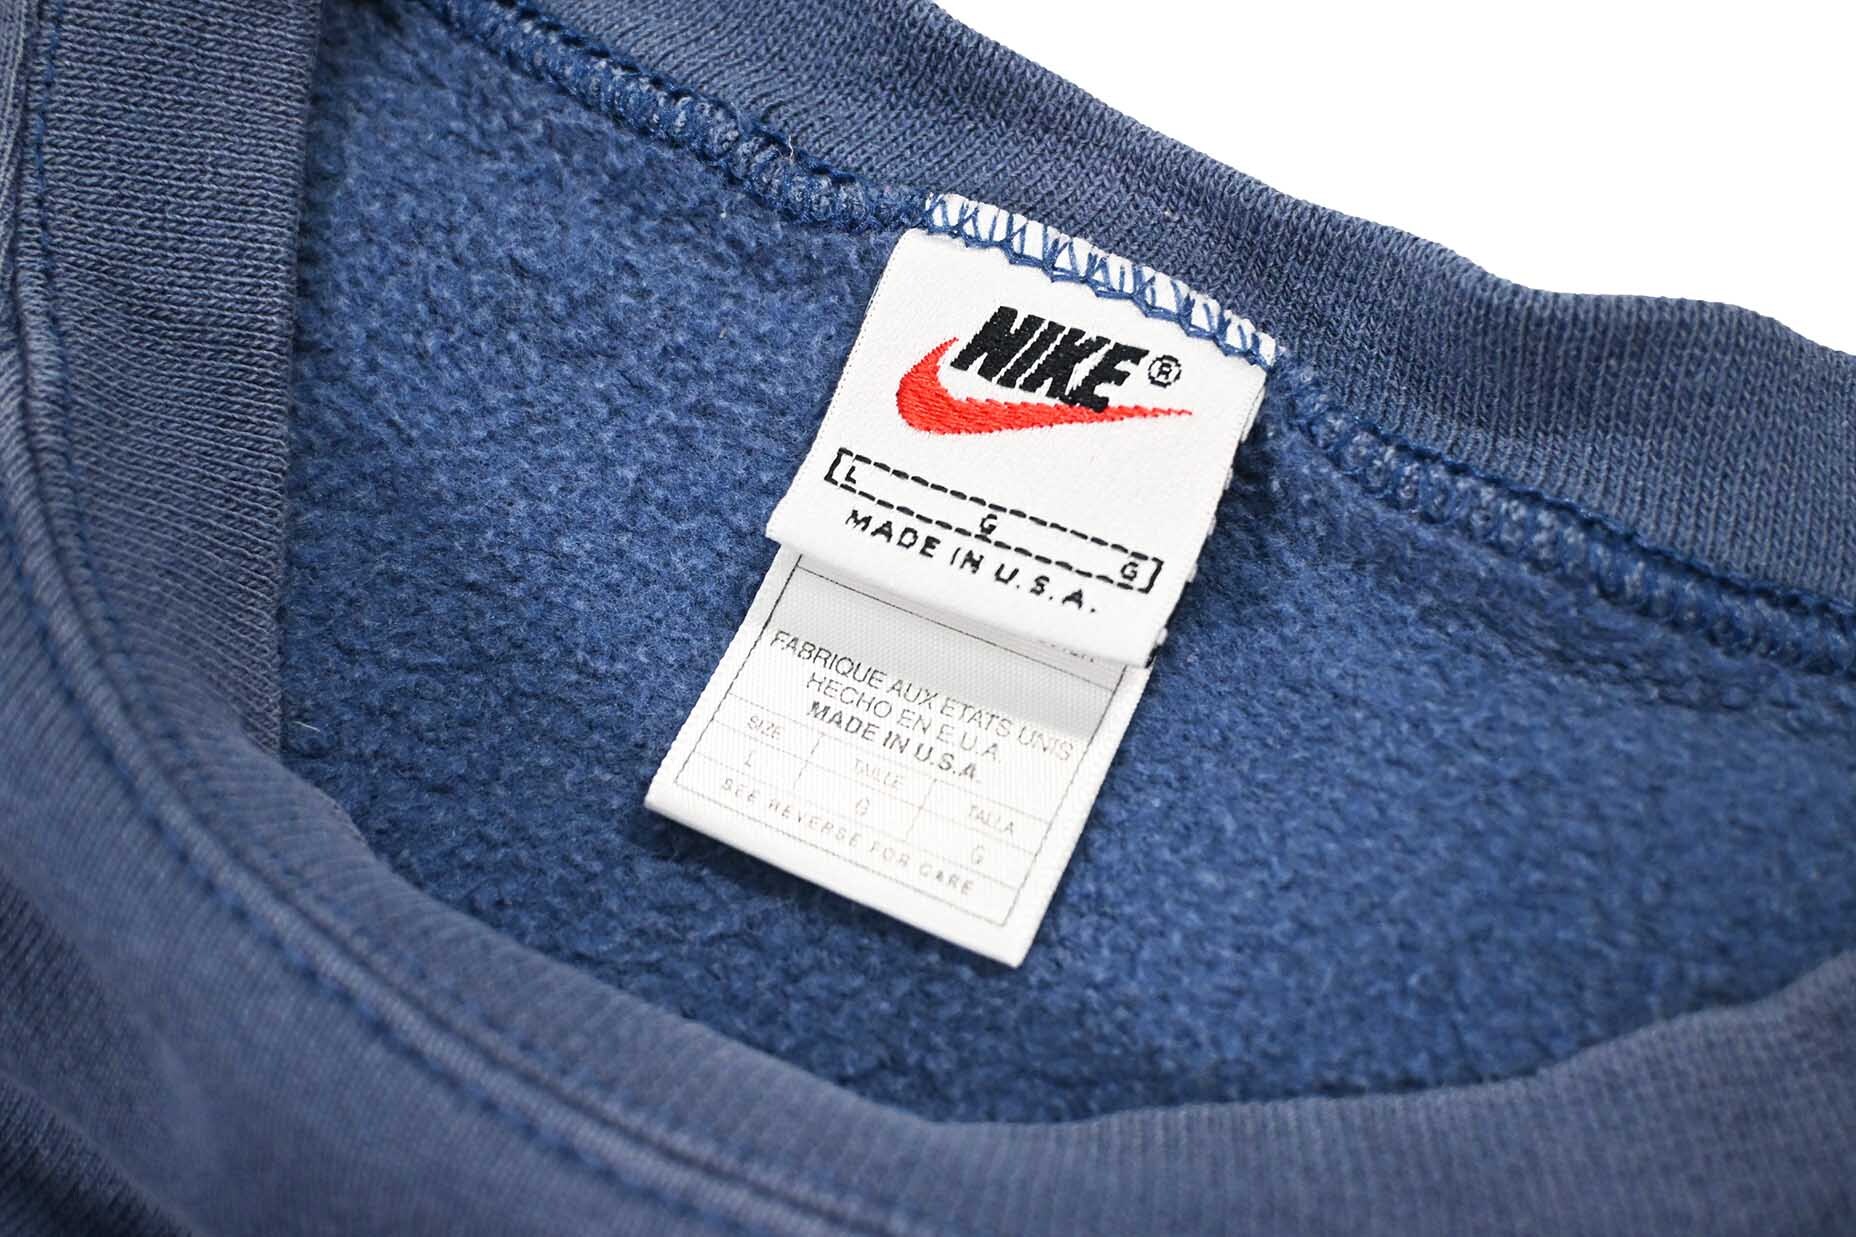 NIKE®
L G G
MADE IN U.S.A.
FABRIQUE AUX ETATS UNIS
HECHO EN E.U.A.
MADE IN U.S.A.
SIZE TAILLE TALLA
L G G
SEE REVERSE FOR CARE